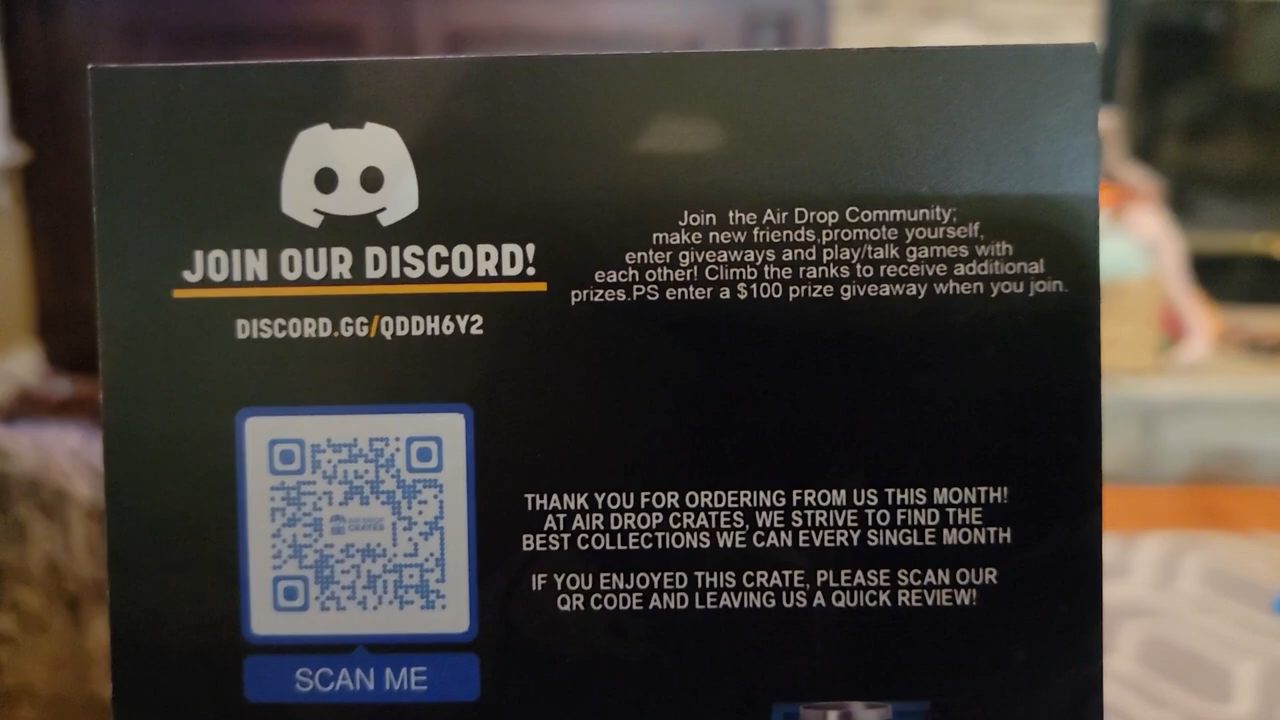 JOIN OUR DISCORD!
DISCORD.GG/QDDH6Y2
Join the Air Drop Community;
make new friends,promote yourself,
enter giveaways and play/talk games with
each other! Climb the ranks to receive additional
prizes.PS enter a $100 prize giveaway when you join.
AIR DROP
CRATES
SCAN ME
THANK YOU FOR ORDERING FROM US THIS MONTH!
AT AIR DROP CRATES, WE STRIVE TO FIND THE
BEST COLLECTIONS WE CAN EVERY SINGLE MONTH
IF YOU ENJOYED THIS CRATE, PLEASE SCAN OUR
QR CODE AND LEAVING US A QUICK REVIEW!